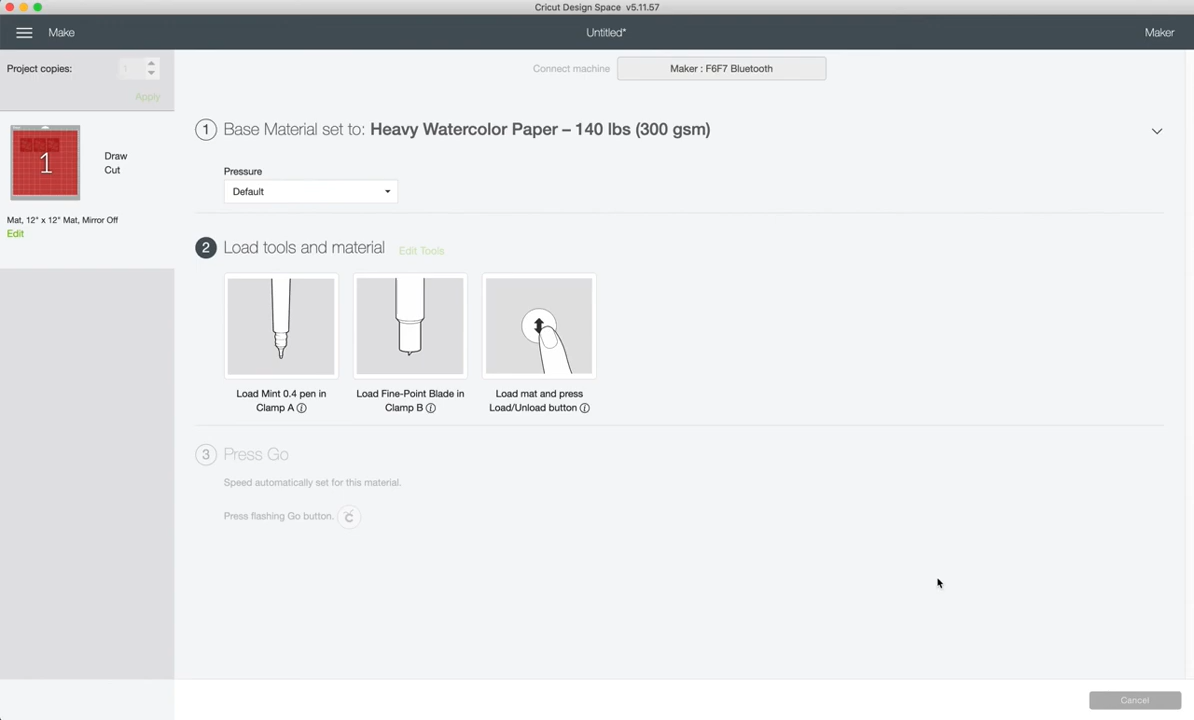 Cricut Design Space v5.11.57
Make
Untitled*
Maker
Project copies:
1
Apply
Connect machine
Maker : F6F7 Bluetooth
1
Draw
Cut
Mat, 12" x 12" Mat, Mirror Off
Edit
1 Base Material set to: Heavy Watercolor Paper – 140 lbs (300 gsm)
Pressure
Default
2 Load tools and material Edit Tools
Load Mint 0.4 pen in
Clamp A
Load Fine-Point Blade in
Clamp B
Load mat and press
Load/Unload button
3 Press Go
Speed automatically set for this material.
Press flashing Go button.
Cancel